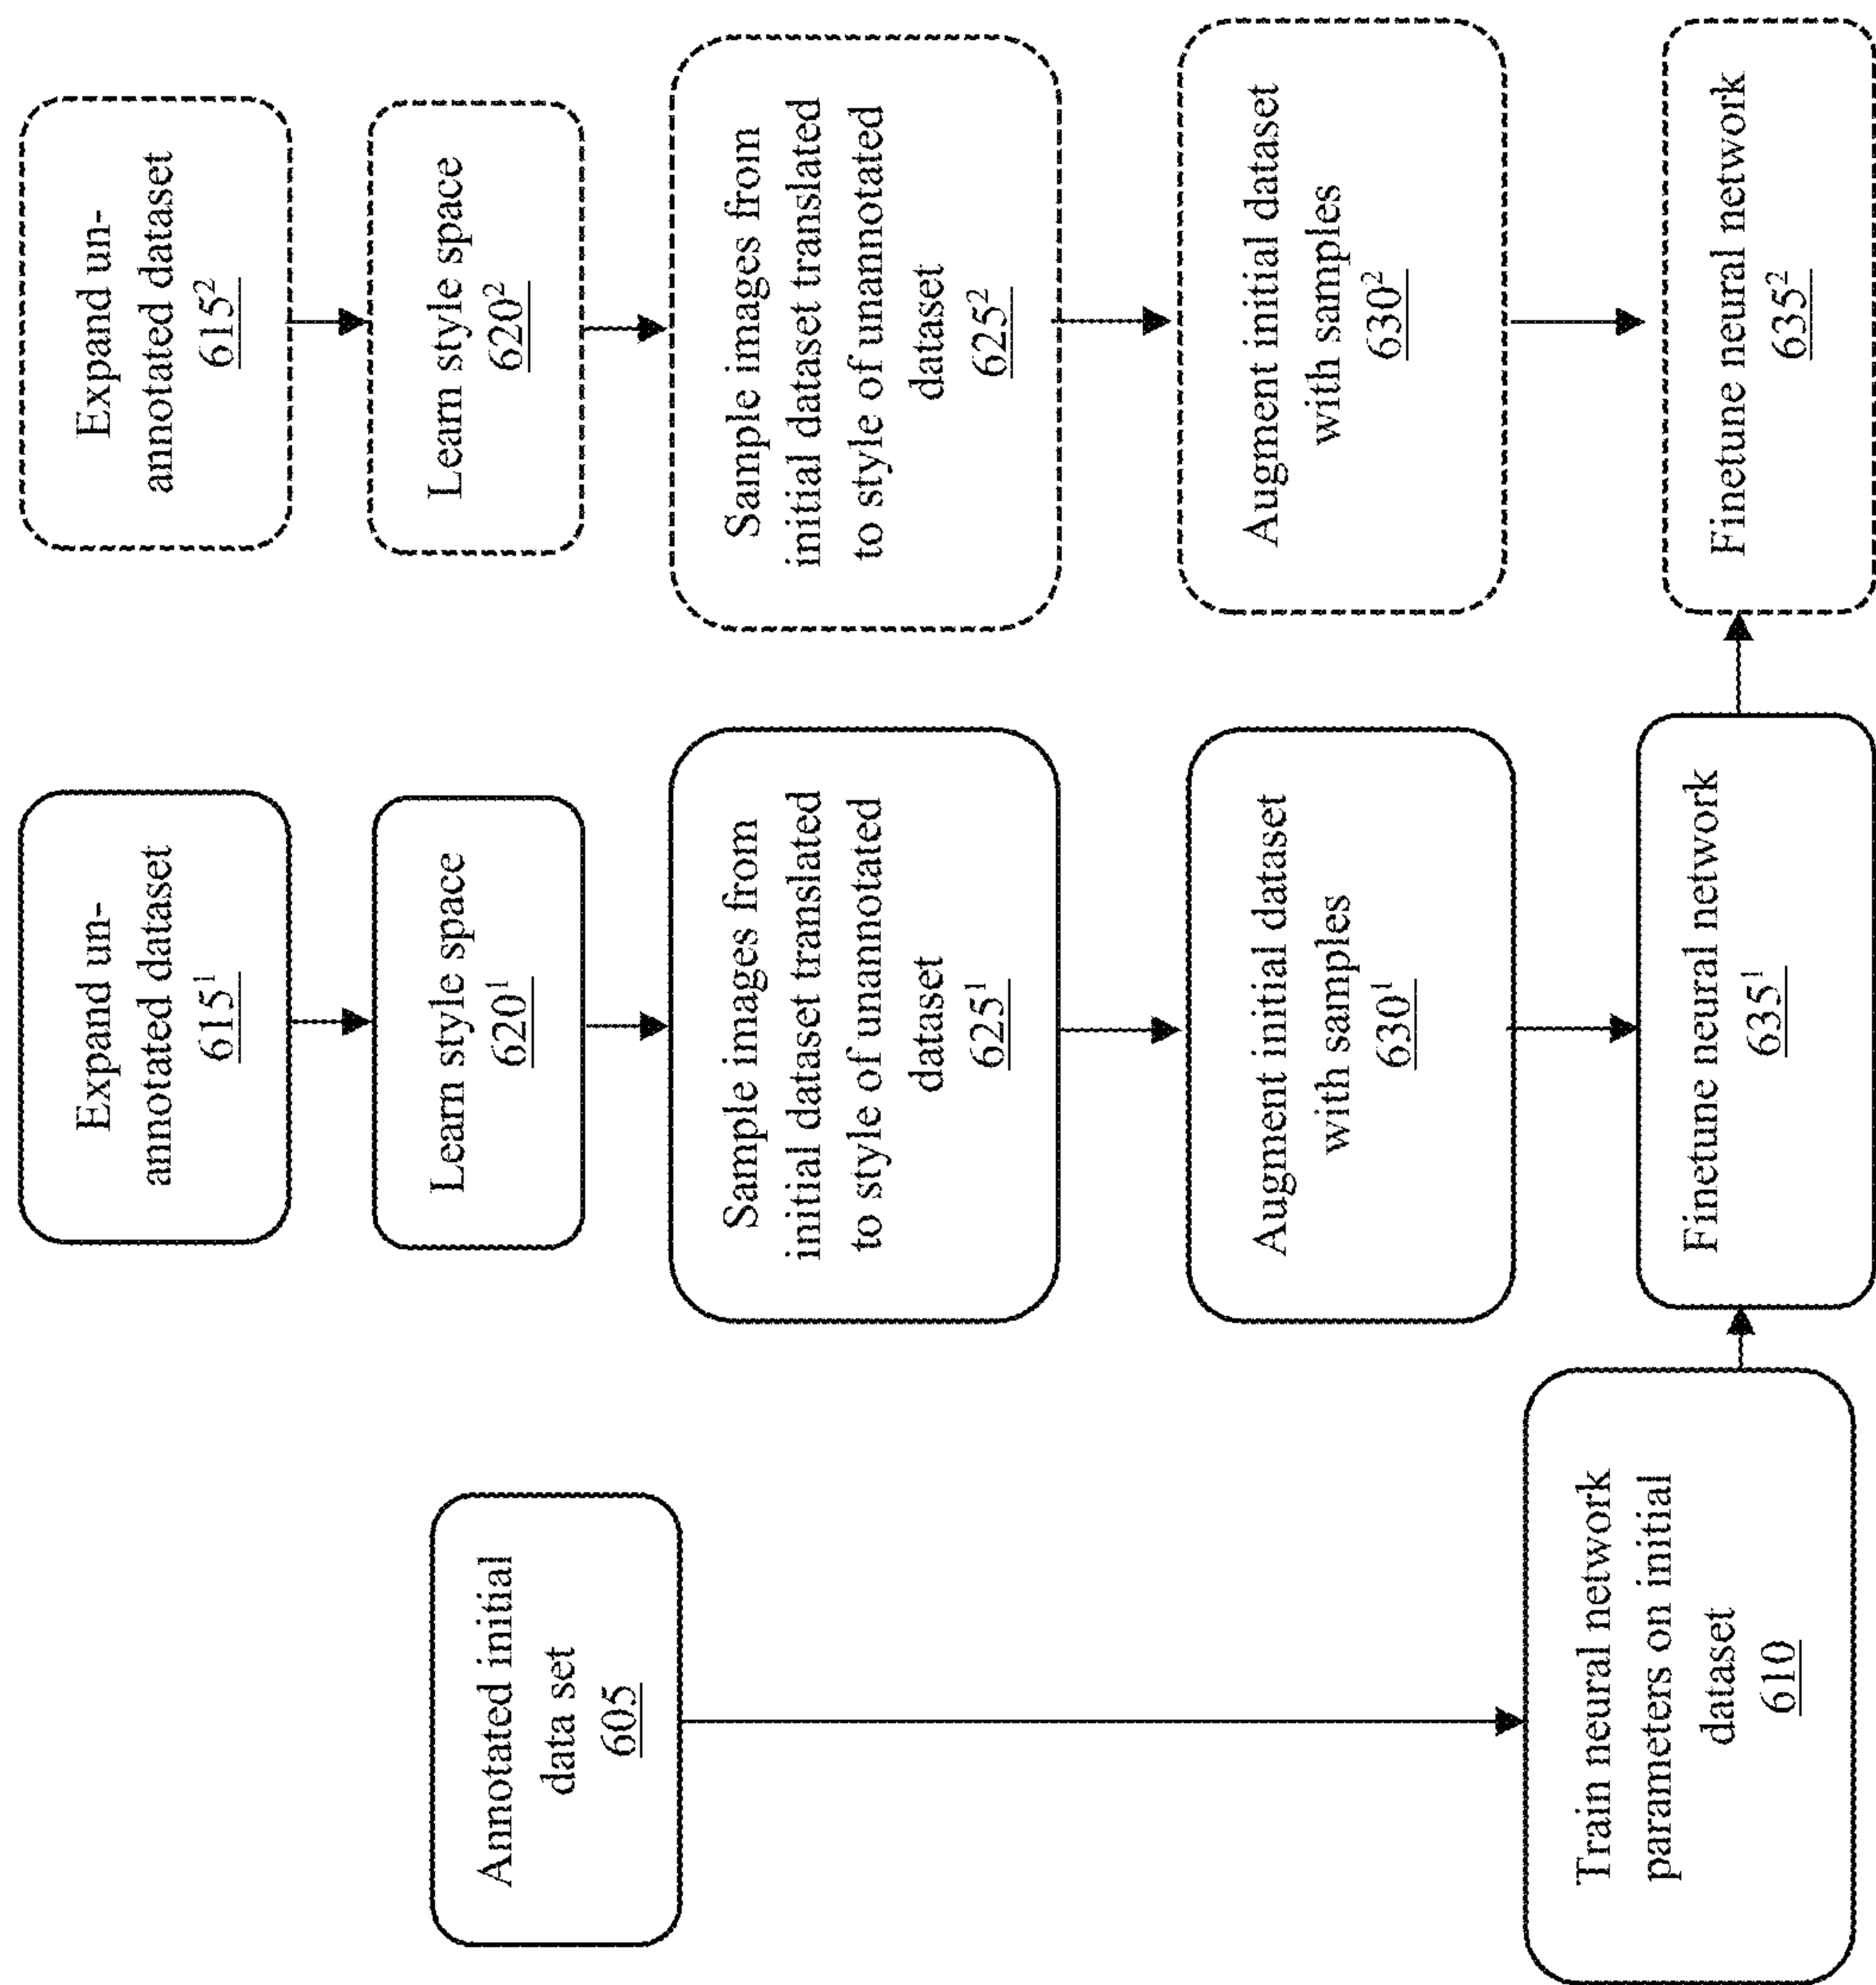 Annotated initial
data set
605
Train neural network
parameters on initial
dataset
610
Expand un-
annotated dataset
615¹
Learn style space
620¹
Sample images from
initial dataset translated
to style of unannotated
dataset
625¹
Augment initial dataset
with samples
630¹
Finetune neural network
635¹
Expand un-
annotated dataset
615²
Learn style space
620²
Sample images from
initial dataset translated
to style of unannotated
dataset
625²
Augment initial dataset
with samples
630²
Finetune neural network
635²